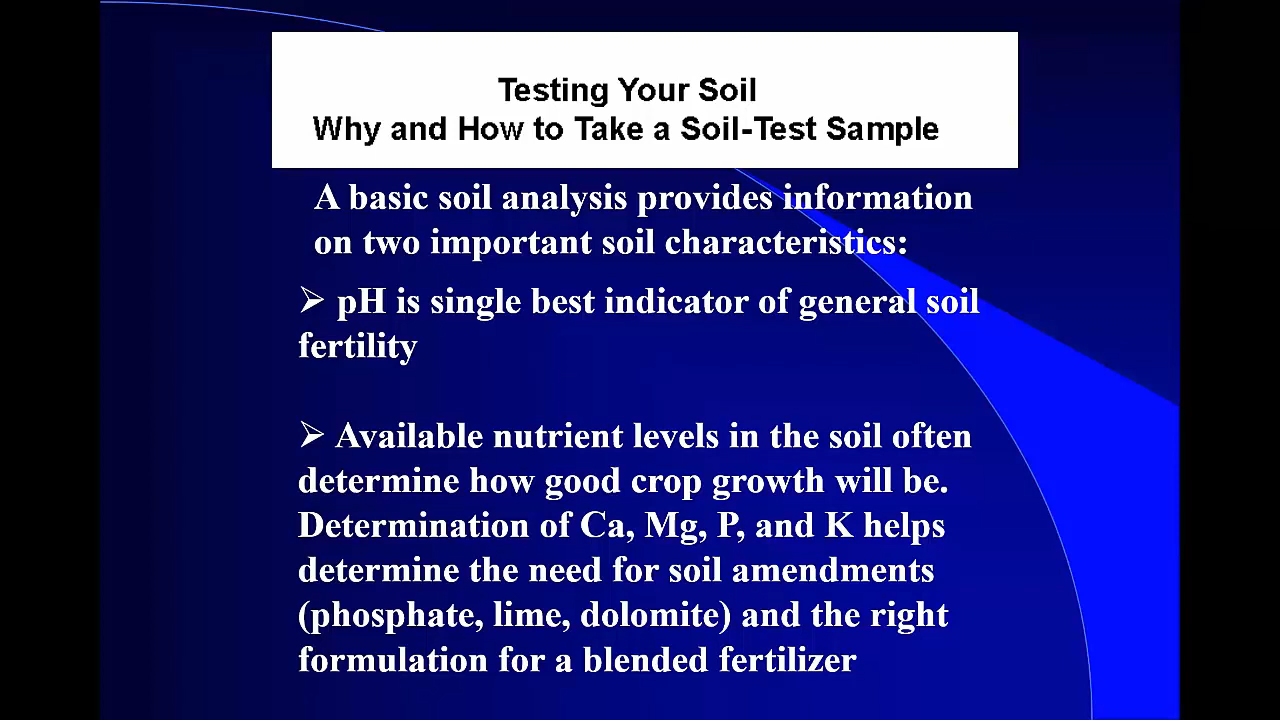 Testing Your Soil
Why and How to Take a Soil-Test Sample
A basic soil analysis provides information
on two important soil characteristics:
➢ pH is single best indicator of general soil
fertility
➢ Available nutrient levels in the soil often
determine how good crop growth will be.
Determination of Ca, Mg, P, and K helps
determine the need for soil amendments
(phosphate, lime, dolomite) and the right
formulation for a blended fertilizer